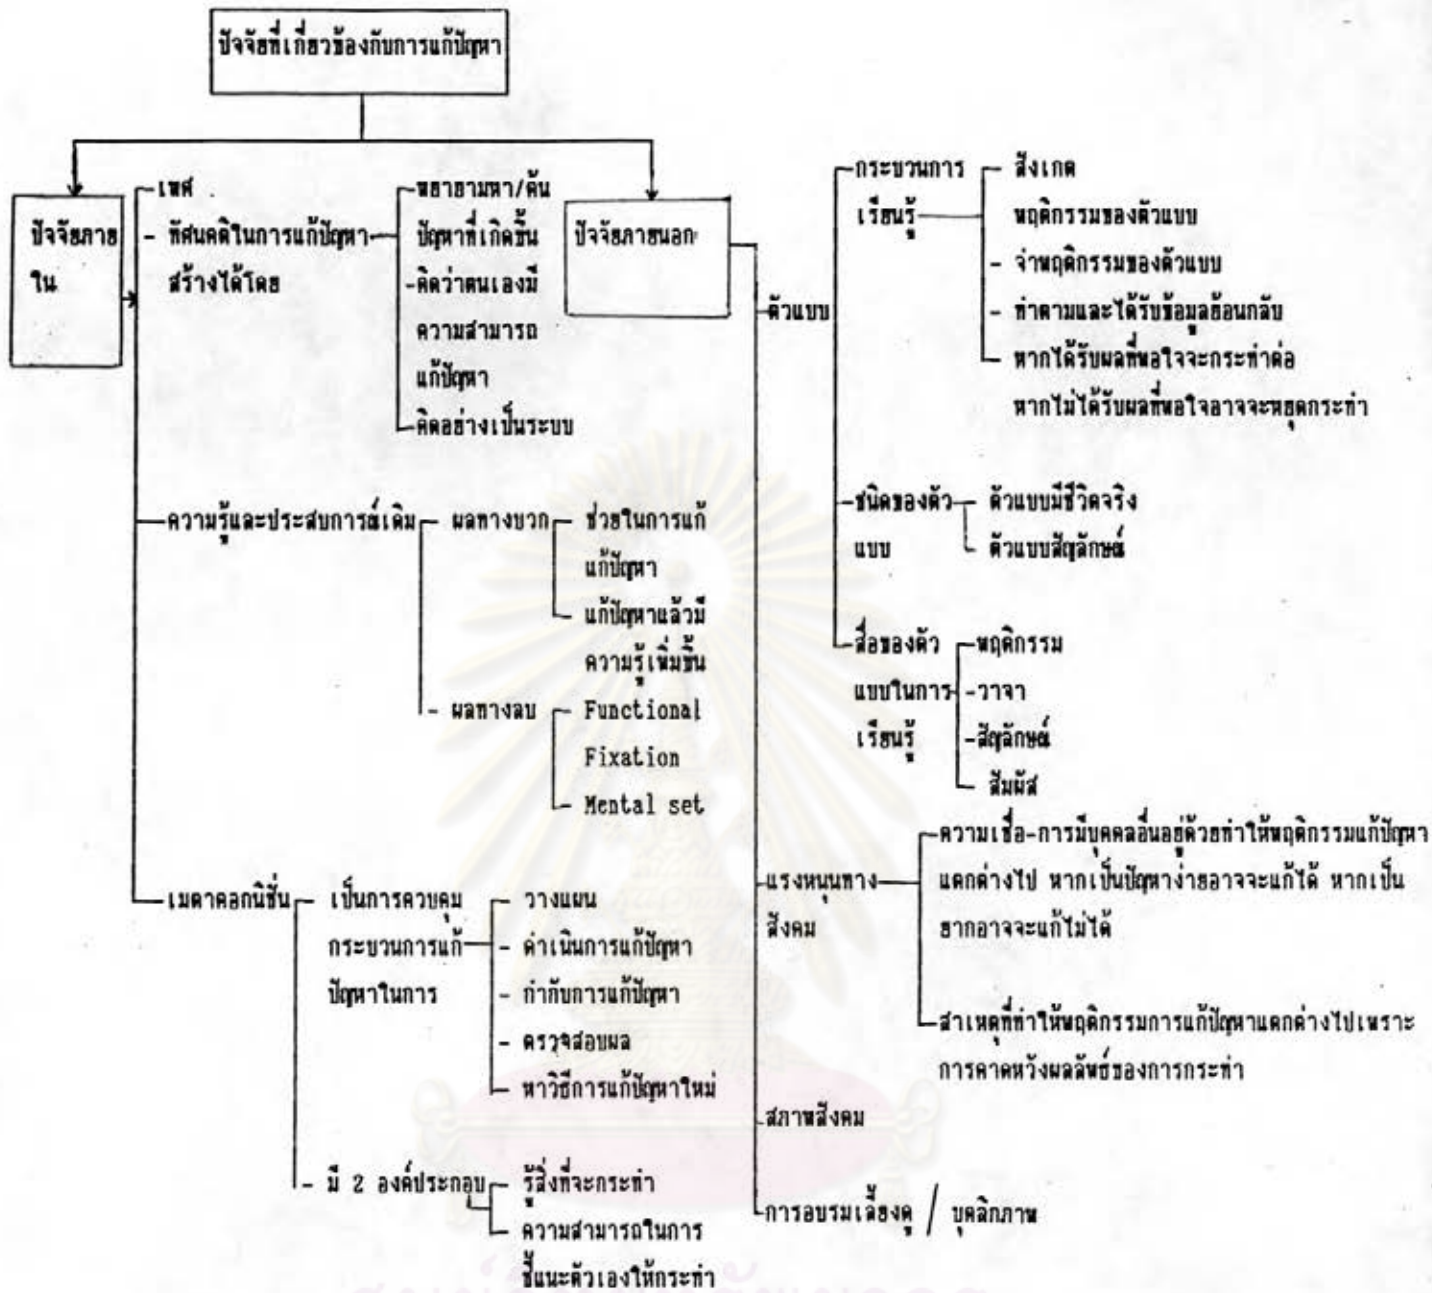 ปัจจัยที่เกี่ยวข้องกับการแก้ปัญหา
ปัจจัยภาย
ใน
- เพศ
- ทัศนคติในการแก้ปัญหา
สร้างได้โดย
- พยายามหา/ค้น
ปัญหาที่เกิดขึ้น
- คิดว่าตนเองมี
ความสามารถ
แก้ปัญหา
- คิดอย่างเป็นระบบ
- ความรู้และประสบการณ์เดิม
- ผลทางบวก
- ช่วยในการแก้
แก้ปัญหา
- แก้ปัญหาแล้วมี
ความรู้เพิ่มขึ้น
- ผลทางลบ
- Functional
Fixation
- Mental set
- เมตาคอกนิชั่น
- เป็นการควบคุม
กระบวนการแก้
ปัญหาในการ
- วางแผน
- ดำเนินการแก้ปัญหา
- กำกับการแก้ปัญหา
- ตรวจสอบผล
- หาวิธีการแก้ปัญหาใหม่
- มี 2 องค์ประกอบ
- รู้สิ่งที่จะกระทำ
- ความสามารถในการ
ชี้แนะตัวเองให้กระทำ
ปัจจัยภายนอก
- ตัวแบบ
- กระบวนการ
เรียนรู้
- สังเกต
พฤติกรรมของตัวแบบ
- จำพฤติกรรมของตัวแบบ
- ทำตามและได้รับข้อมูลย้อนกลับ
- หากได้รับผลที่พอใจจะกระทำต่อ
หากไม่ได้รับผลที่พอใจอาจจะหยุดกระทำ
- ชนิดของตัว
แบบ
- ตัวแบบมีชีวิตจริง
- ตัวแบบสัญลักษณ์
- สื่อของตัว
แบบในการ
เรียนรู้
- พฤติกรรม
- วาจา
- สัญลักษณ์
- สัมผัส
- แรงหนุนทาง
สังคม
- ความเชื่อ-การมีบุคคลอื่นอยู่ด้วยทำให้พฤติกรรมแก้ปัญหา
แตกต่างไป หากเป็นปัญหาง่ายอาจจะแก้ได้ หากเป็น
ยากอาจจะแก้ไม่ได้
- สาเหตุที่ทำให้พฤติกรรมการแก้ปัญหาแตกต่างไปเพราะ
การคาดหวังผลลัพธ์ของการกระทำ
- สภาพสังคม
- การอบรมเลี้ยงดู / บุคลิกภาพ